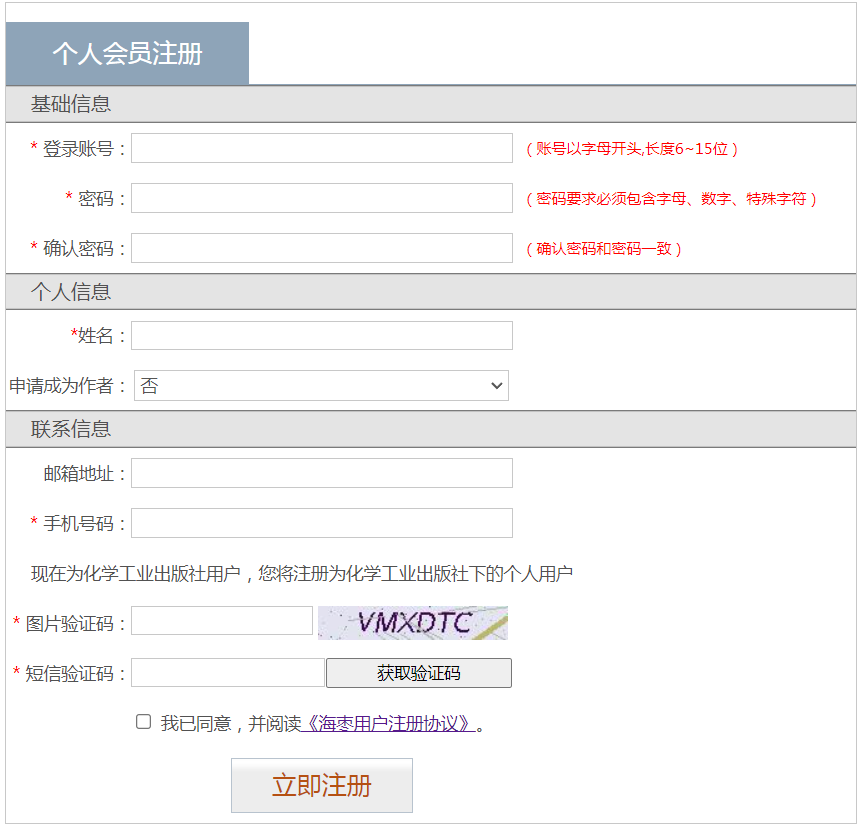 个人会员注册
基础信息
* 登录账号：
（账号以字母开头,长度6~15位）
* 密码：
（密码要求必须包含字母、数字、特殊字符）
* 确认密码：
（确认密码和密码一致）
个人信息
*姓名：
申请成为作者： 否
联系信息
邮箱地址：
* 手机号码：
现在为化学工业出版社用户，您将注册为化学工业出版社下的个人用户
* 图片验证码： VMXDTC
* 短信验证码： 获取验证码
我已同意，并阅读《海枣用户注册协议》。
立即注册